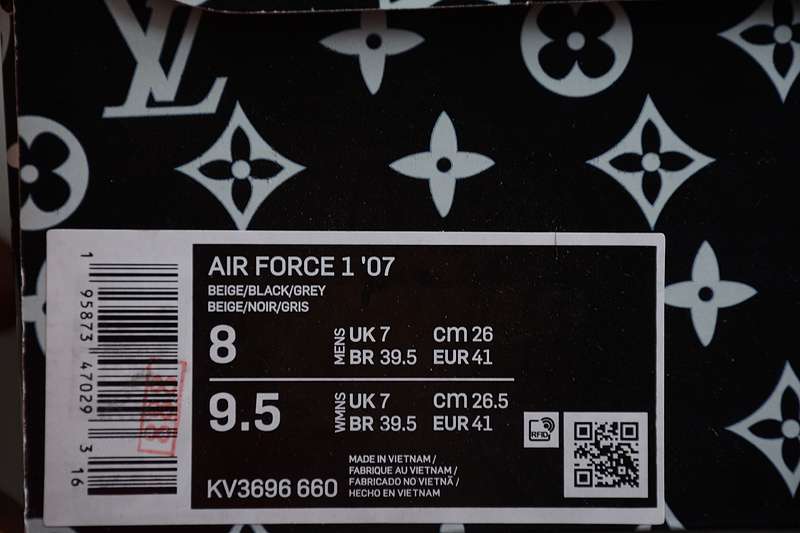 LV
AIR FORCE 1 '07
BEIGE/BLACK/GREY
BEIGE/NOIR/GRIS
8 MENS UK 7 cm 26
BR 39.5 EUR 41
9.5 WMNS UK 7 cm 26.5
BR 39.5 EUR 41
MADE IN VIETNAM /
FABRIQUE AU VIETNAM /
FABRICADO NO VIETNÃ /
HECHO EN VIETNAM
KV3696 660
RFID
1 95873 47029 3 16